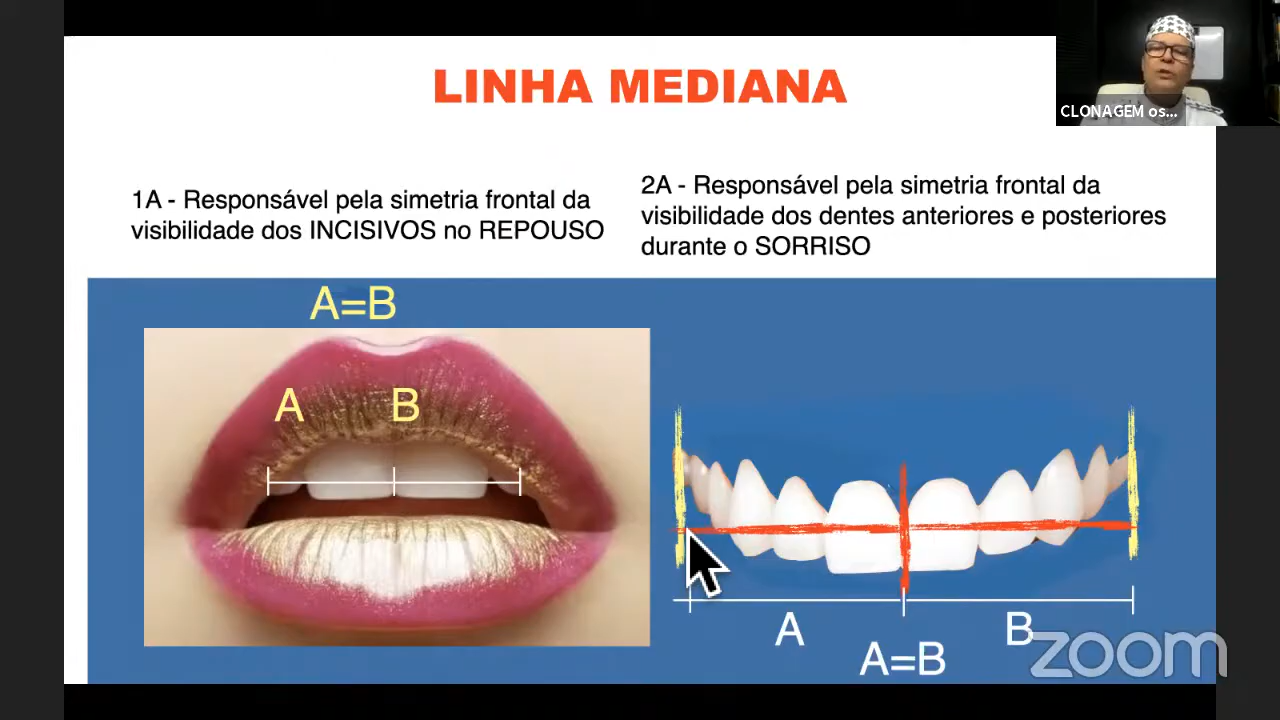 LINHA MEDIANA
CLONAGEM os...
1A - Responsável pela simetria frontal da
visibilidade dos INCISIVOS no REPOUSO
2A - Responsável pela simetria frontal da
visibilidade dos dentes anteriores e posteriores
durante o SORRISO
A=B
A B
A B
A=B
zoom